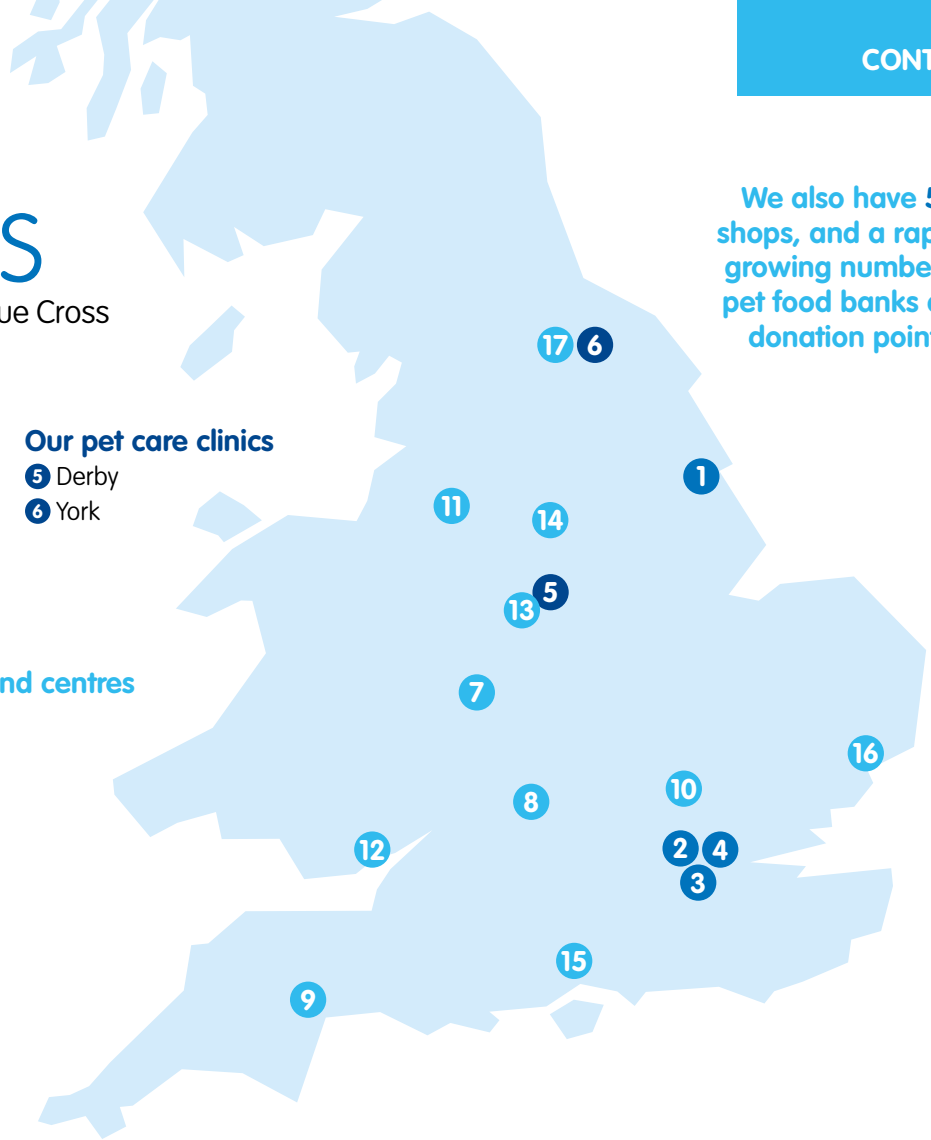 CONT
We also have 5
shops, and a rap
growing numbe
pet food banks
donation poin
S
ue Cross
Our pet care clinics
5 Derby
6 York
nd centres
17 6
1
11
14
5
13
7
16
10
8
2 4
12
3
15
9